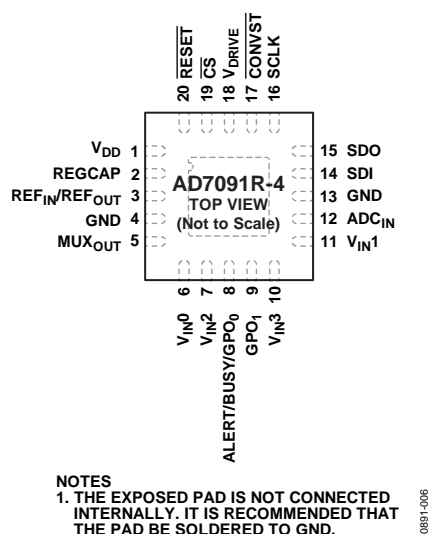 20 RESET
19 CS
18 VDRIVE
17 CONVST
16 SCLK
VDD 1
REGCAP 2
REFIN/REFOUT 3
GND 4
MUXOUT 5
AD7091R-4
TOP VIEW
(Not to Scale)
15 SDO
14 SDI
13 GND
12 ADCIN
11 VIN1
6 VIN0
7 VIN2
8 ALERT/BUSY/GPO0
9 GPO1
10 VIN3
NOTES
1. THE EXPOSED PAD IS NOT CONNECTED
INTERNALLY. IT IS RECOMMENDED THAT
THE PAD BE SOLDERED TO GND.
0891-006